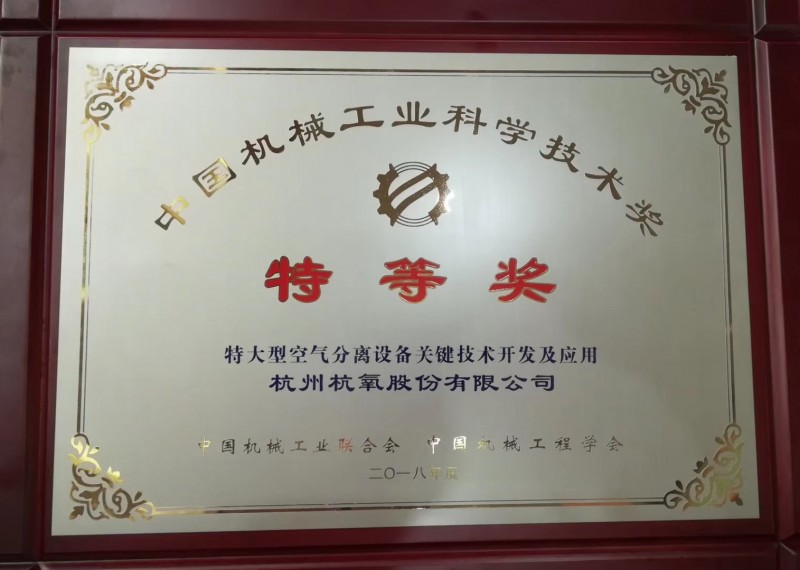 中国机械工业科学技术奖
特等奖
特大型空气分离设备关键技术开发及应用
杭州杭氧股份有限公司
中国机械工业联合会 中国机械工程学会
二〇一八年度